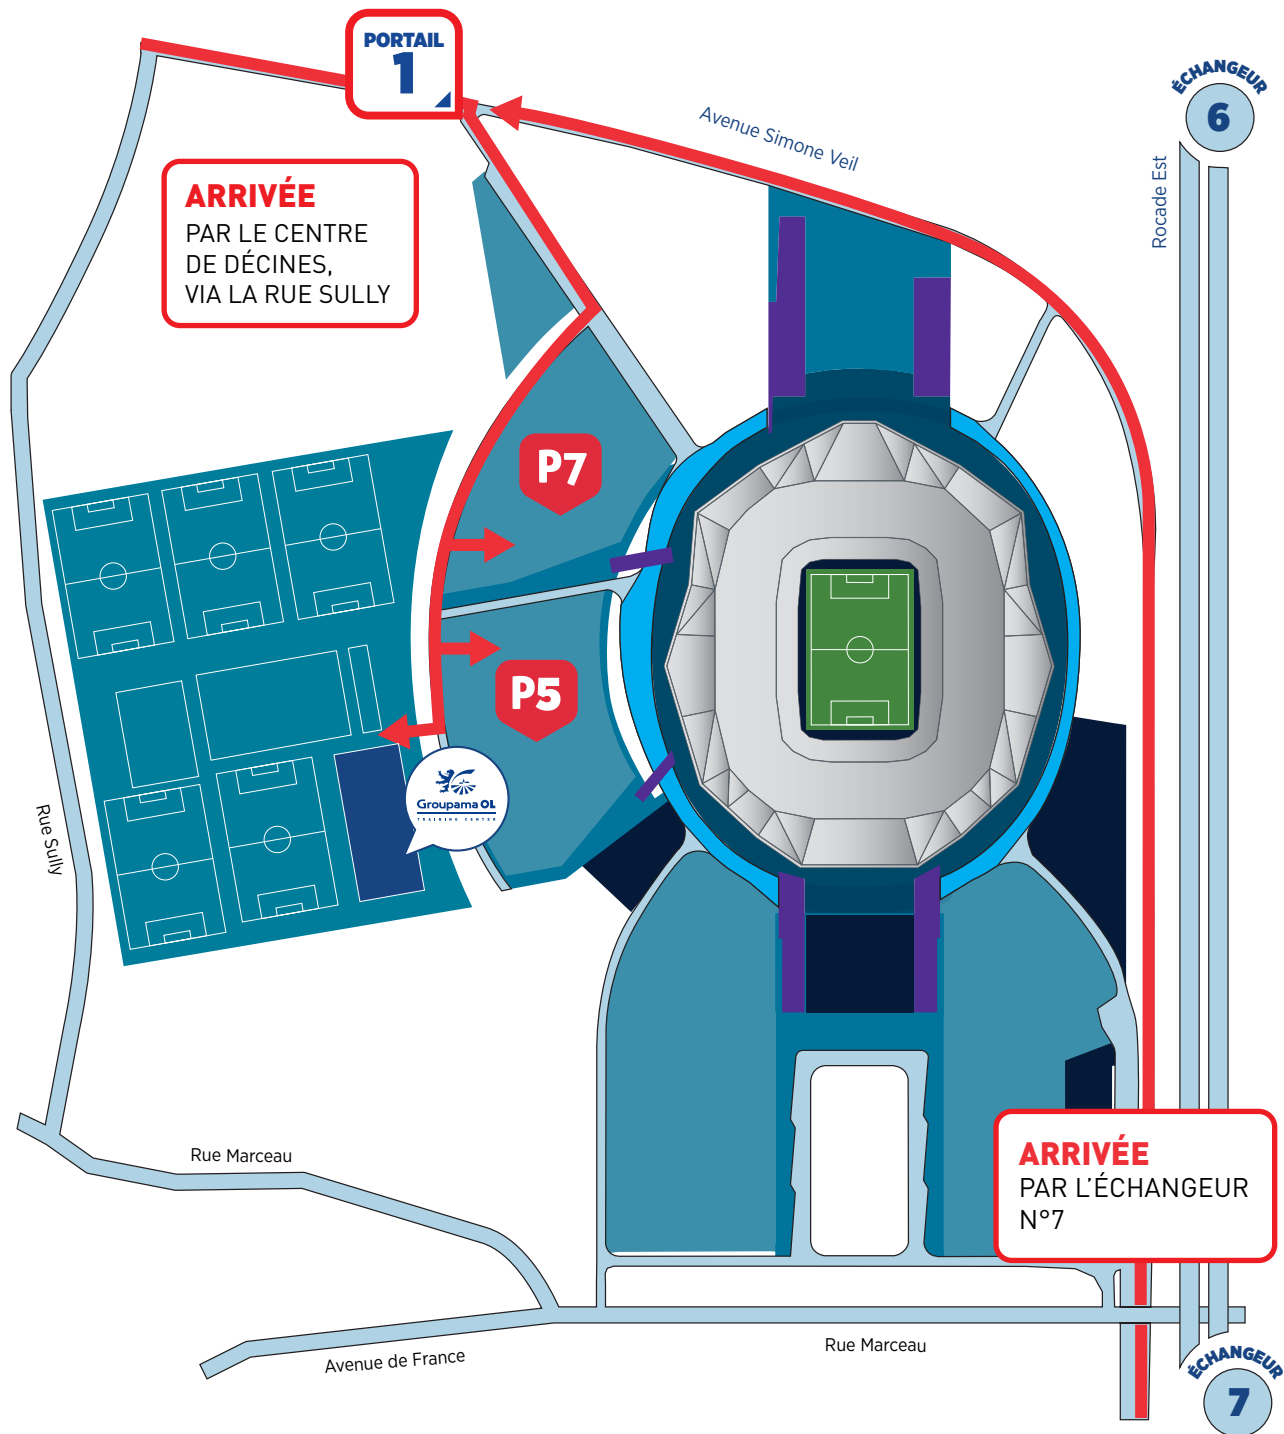 PORTAIL
1
ÉCHANGEUR
6
Avenue Simone Veil
Rocade Est
ARRIVÉE
PAR LE CENTRE
DE DÉCINES,
VIA LA RUE SULLY
P7
P5
Groupama OL
TRAINING CENTER
Rue Sully
Rue Marceau
ARRIVÉE
PAR L'ÉCHANGEUR
N°7
Rue Marceau
Avenue de France
ÉCHANGEUR
7